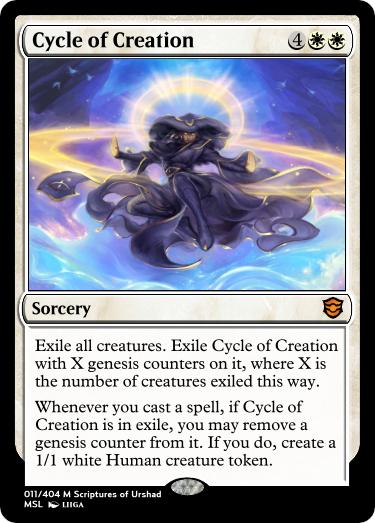 Cycle of Creation 4
Sorcery
Exile all creatures. Exile Cycle of Creation
with X genesis counters on it, where X is
the number of creatures exiled this way.
Whenever you cast a spell, if Cycle of
Creation is in exile, you may remove a
genesis counter from it. If you do, create a
1/1 white Human creature token.
011/404 M Scriptures of Urshad
MSL LIIGA